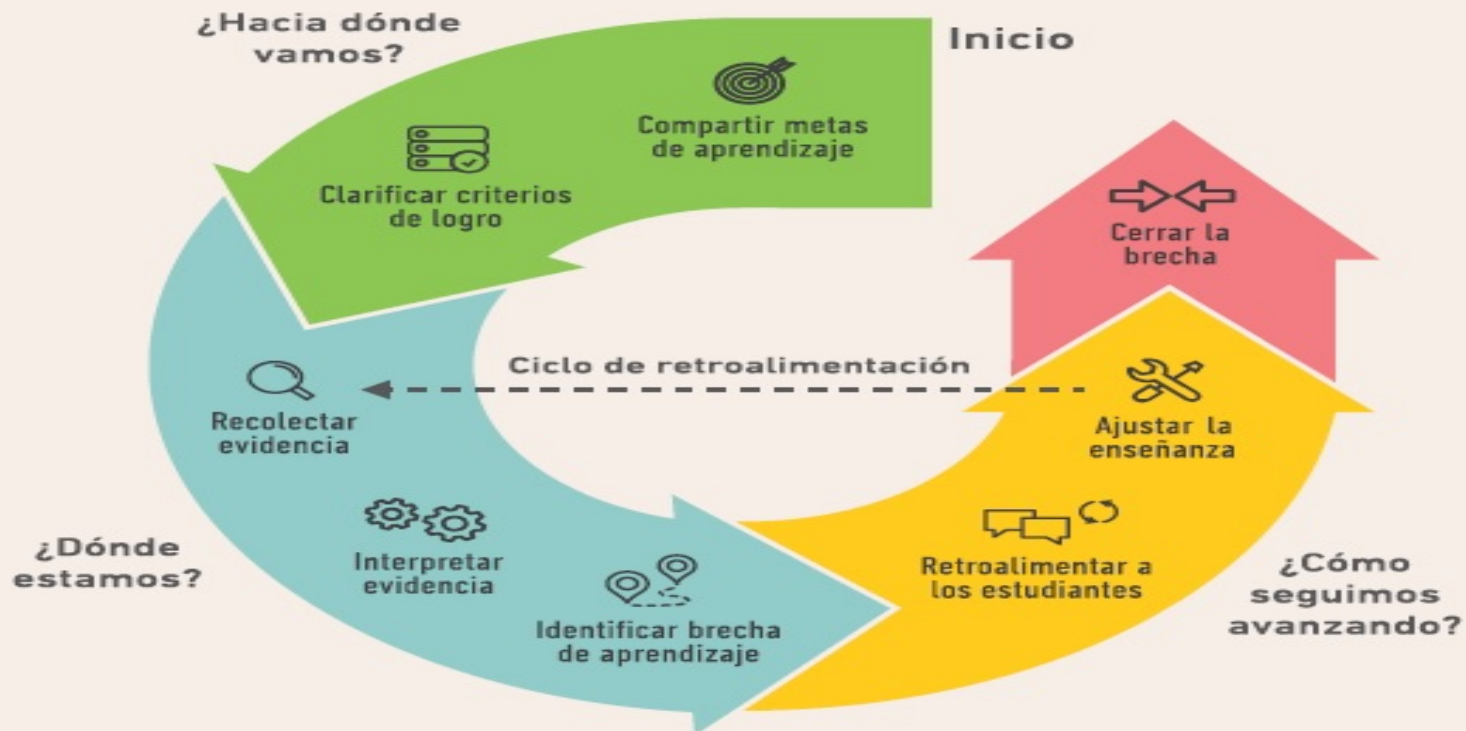 ¿Hacia dónde
vamos?
Inicio
Compartir metas
de aprendizaje
Clarificar criterios
de logro
Cerrar la
brecha
Ciclo de retroalimentación
Recolectar
evidencia
Ajustar la
enseñanza
¿Dónde
estamos?
Interpretar
evidencia
Identificar brecha
de aprendizaje
Retroalimentar a
los estudiantes
¿Cómo
seguimos
avanzando?